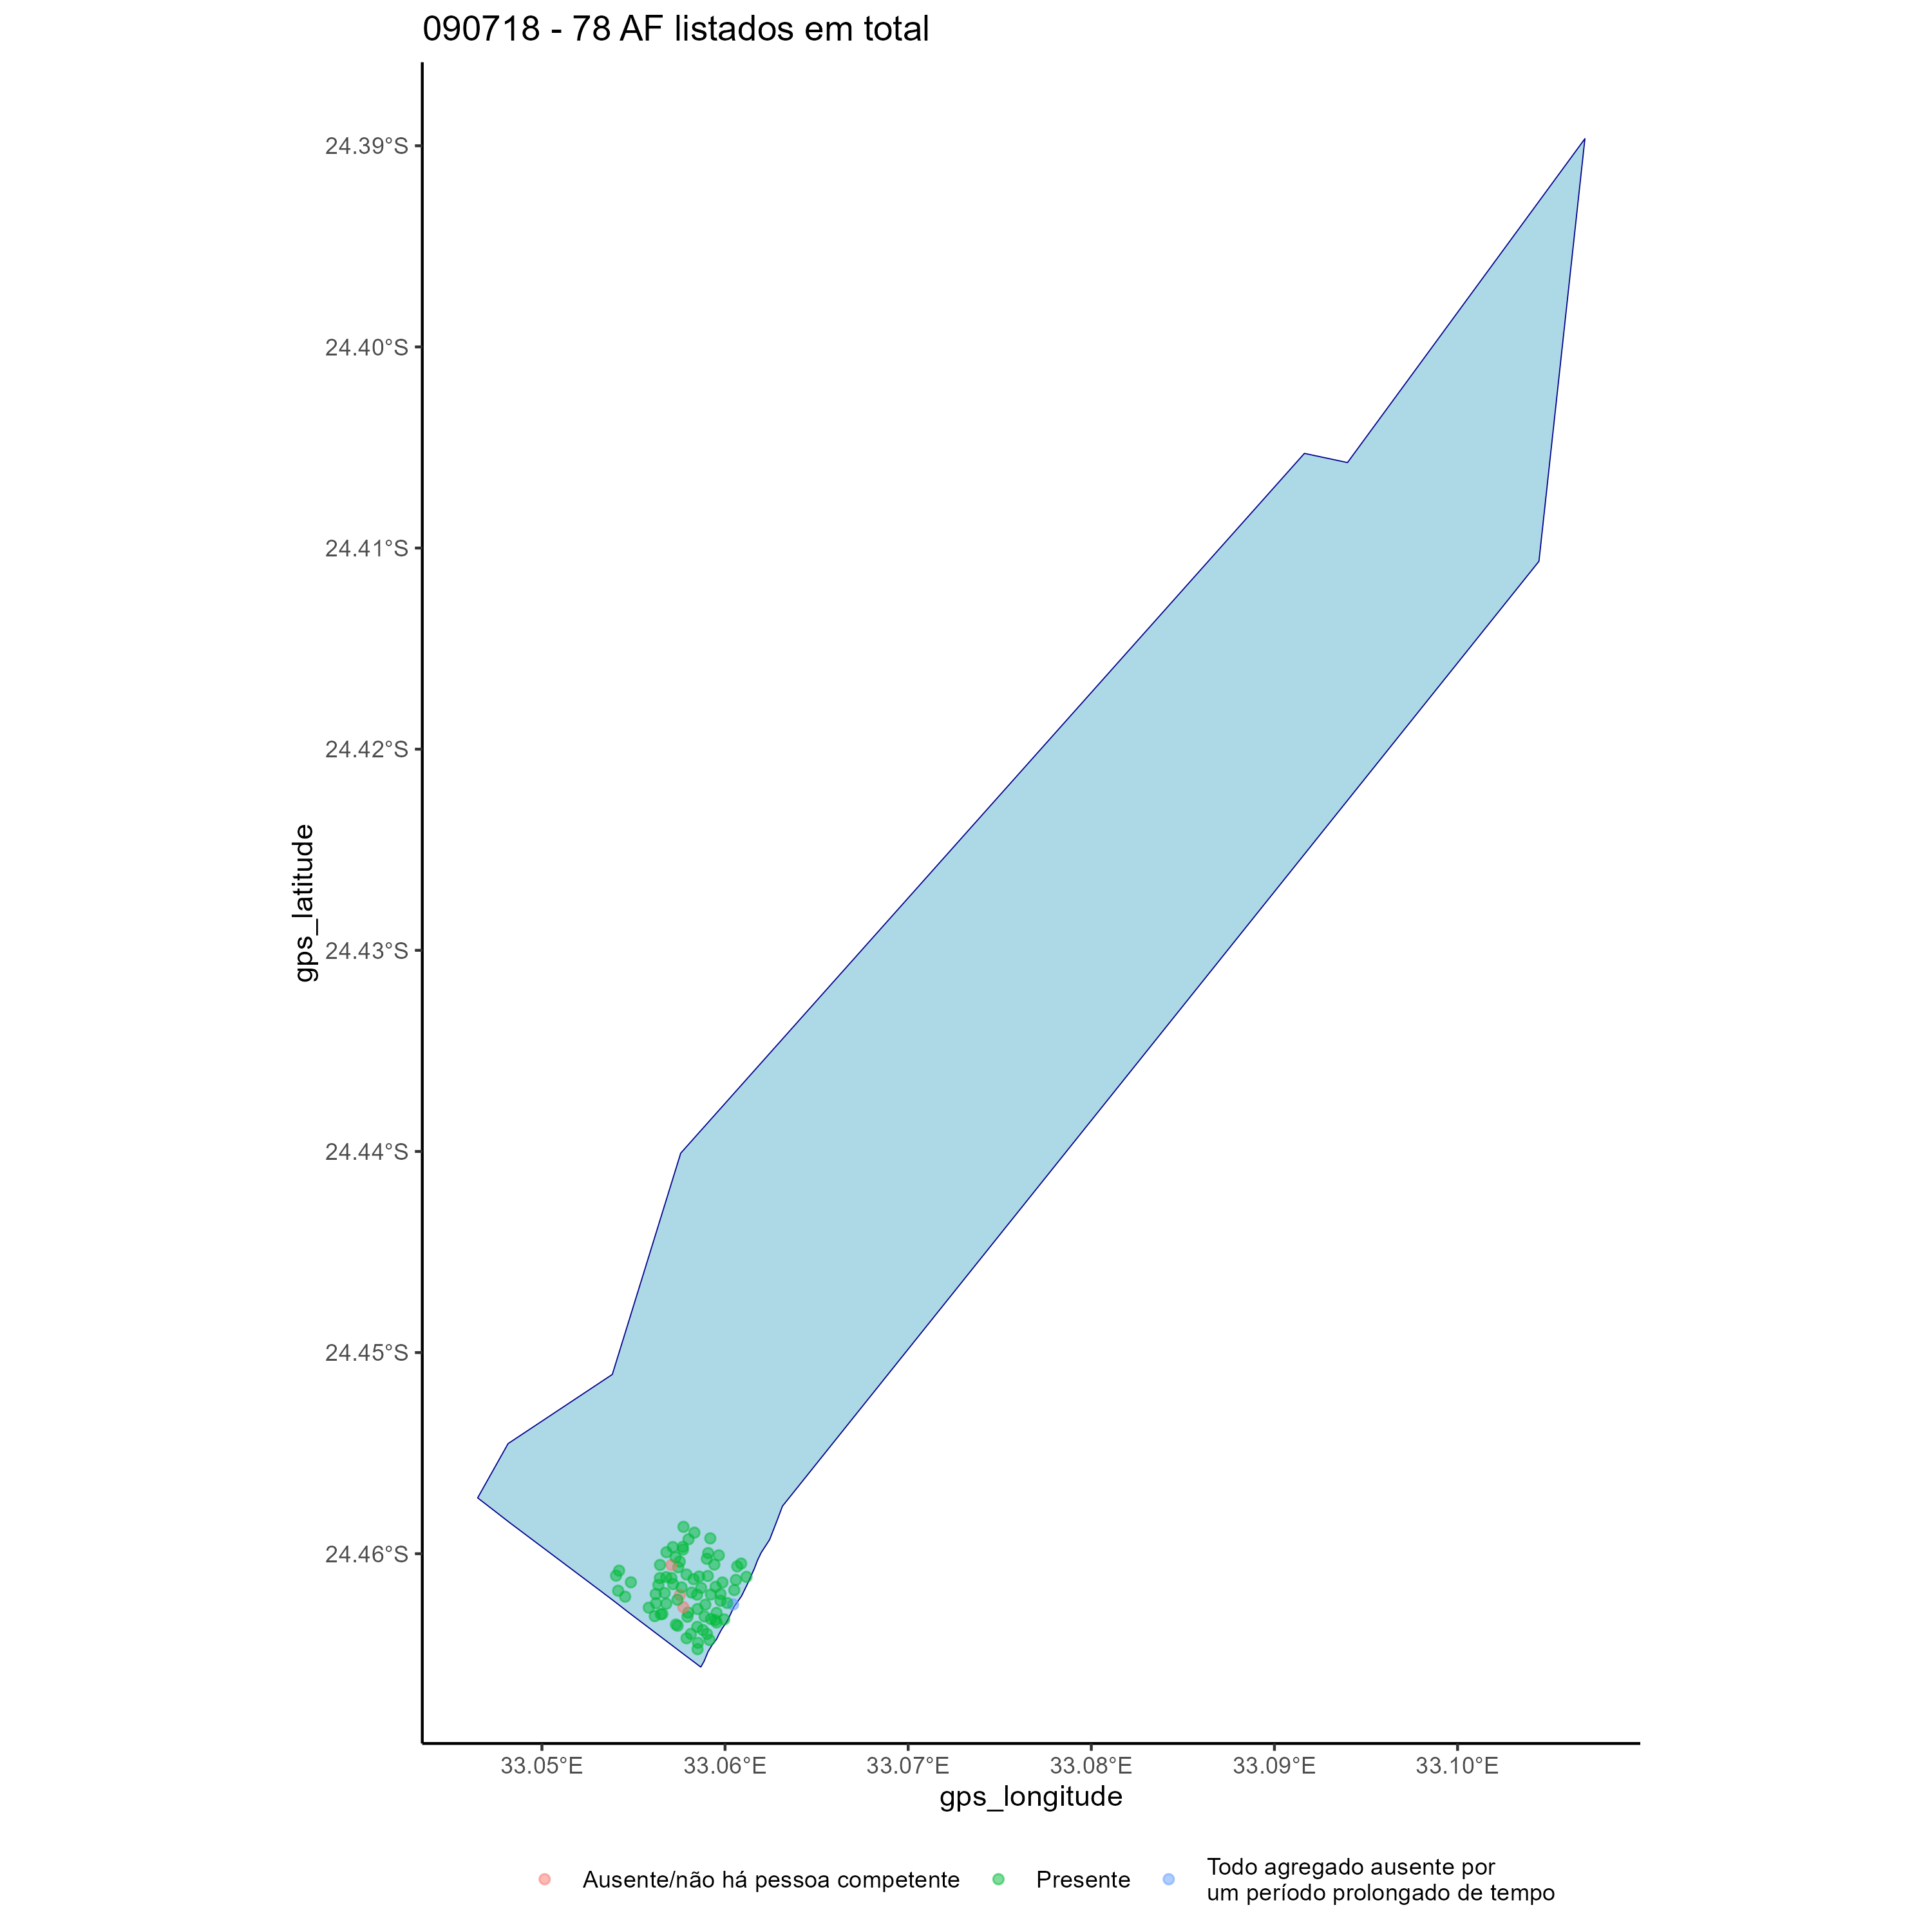 090718 - 78 AF listados em total
24.39°S
24.40°S
24.41°S
24.42°S
24.43°S
24.44°S
24.45°S
24.46°S
gps_latitude
33.05°E
33.06°E
33.07°E
33.08°E
33.09°E
33.10°E
gps_longitude
Ausente/não há pessoa competente
Presente
Todo agregado ausente por
um período prolongado de tempo